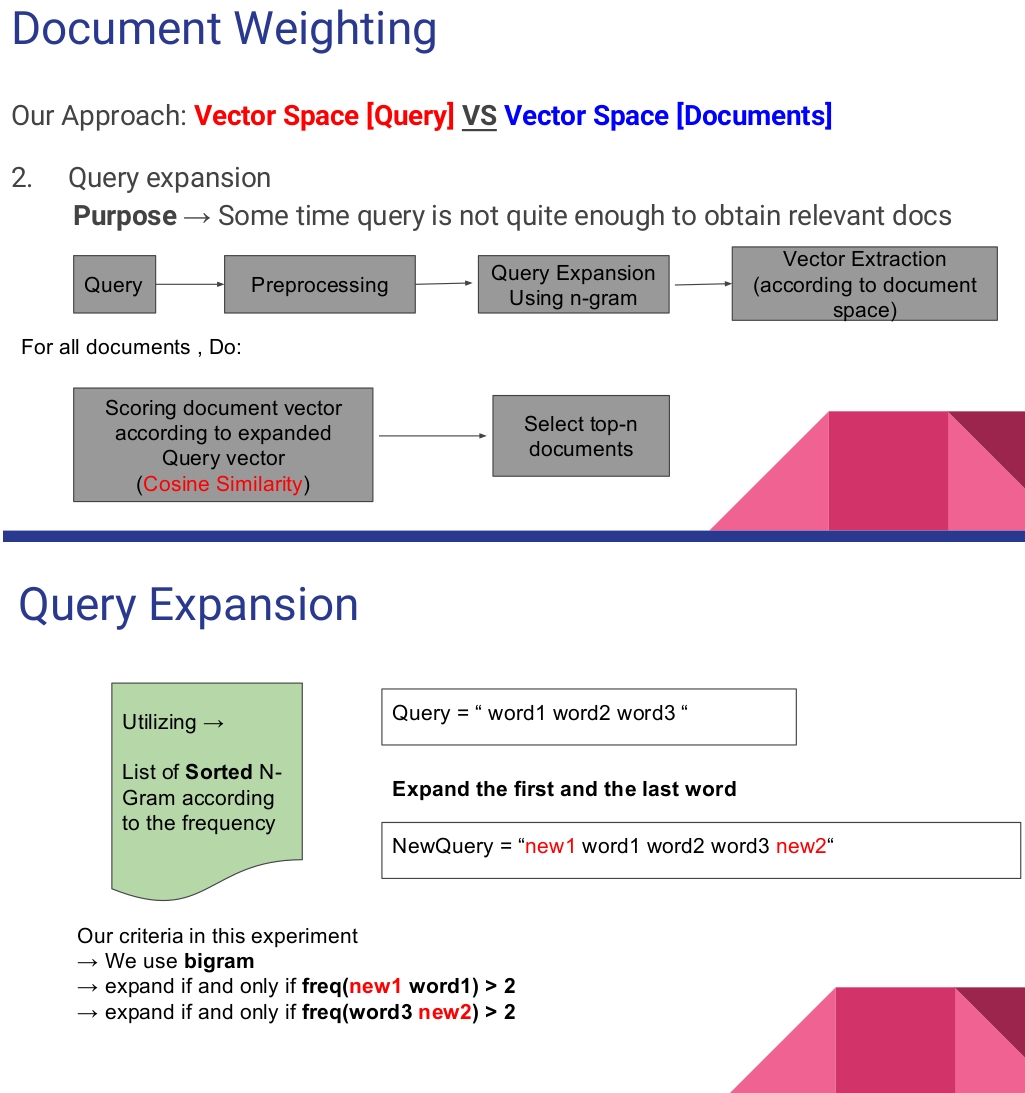 Document Weighting
Our Approach: Vector Space [Query] VS Vector Space [Documents]
2. Query expansion
Purpose → Some time query is not quite enough to obtain relevant docs
Query
Preprocessing
Query Expansion
Using n-gram
Vector Extraction
(according to document
space)
For all documents , Do:
Scoring document vector
according to expanded
Query vector
(Cosine Similarity)
Select top-n
documents
Query Expansion
Utilizing →
List of Sorted N-
Gram according
to the frequency
Query = “ word1 word2 word3 “
Expand the first and the last word
NewQuery = “new1 word1 word2 word3 new2“
Our criteria in this experiment
→ We use bigram
→ expand if and only if freq(new1 word1) > 2
→ expand if and only if freq(word3 new2) > 2